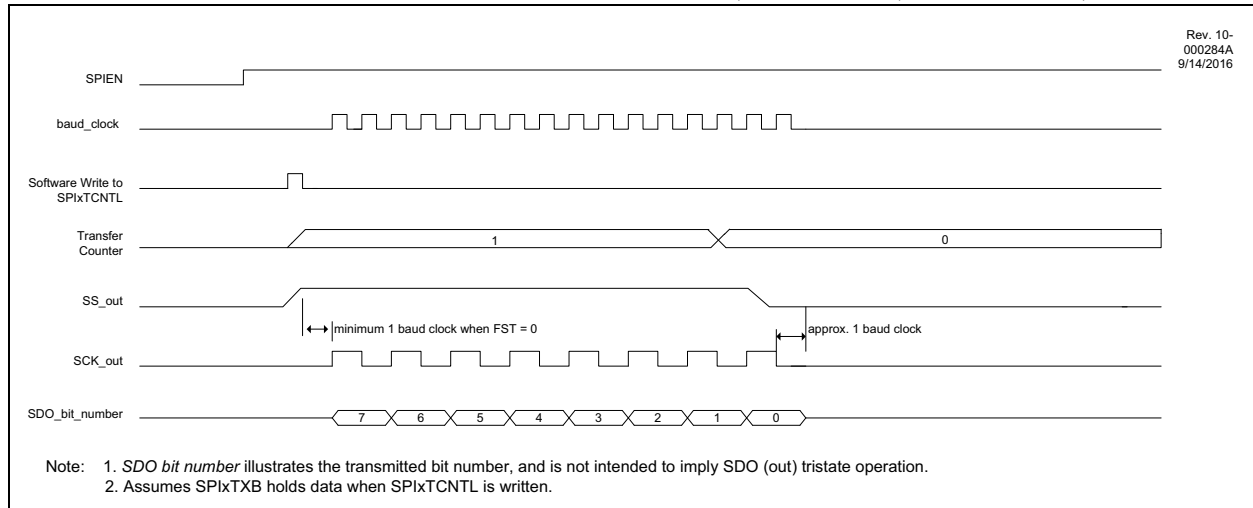 Rev. 10-
000284A
9/14/2016
SPIEN
baud_clock
Software Write to
SPIxTCNTL
Transfer
Counter
1
0
SS_out
minimum 1 baud clock when FST = 0
approx. 1 baud clock
SCK_out
SDO_bit_number
7 6 5 4 3 2 1 0
Note: 1. SDO bit number illustrates the transmitted bit number, and is not intended to imply SDO (out) tristate operation.
2. Assumes SPIxTXB holds data when SPIxTCNTL is written.